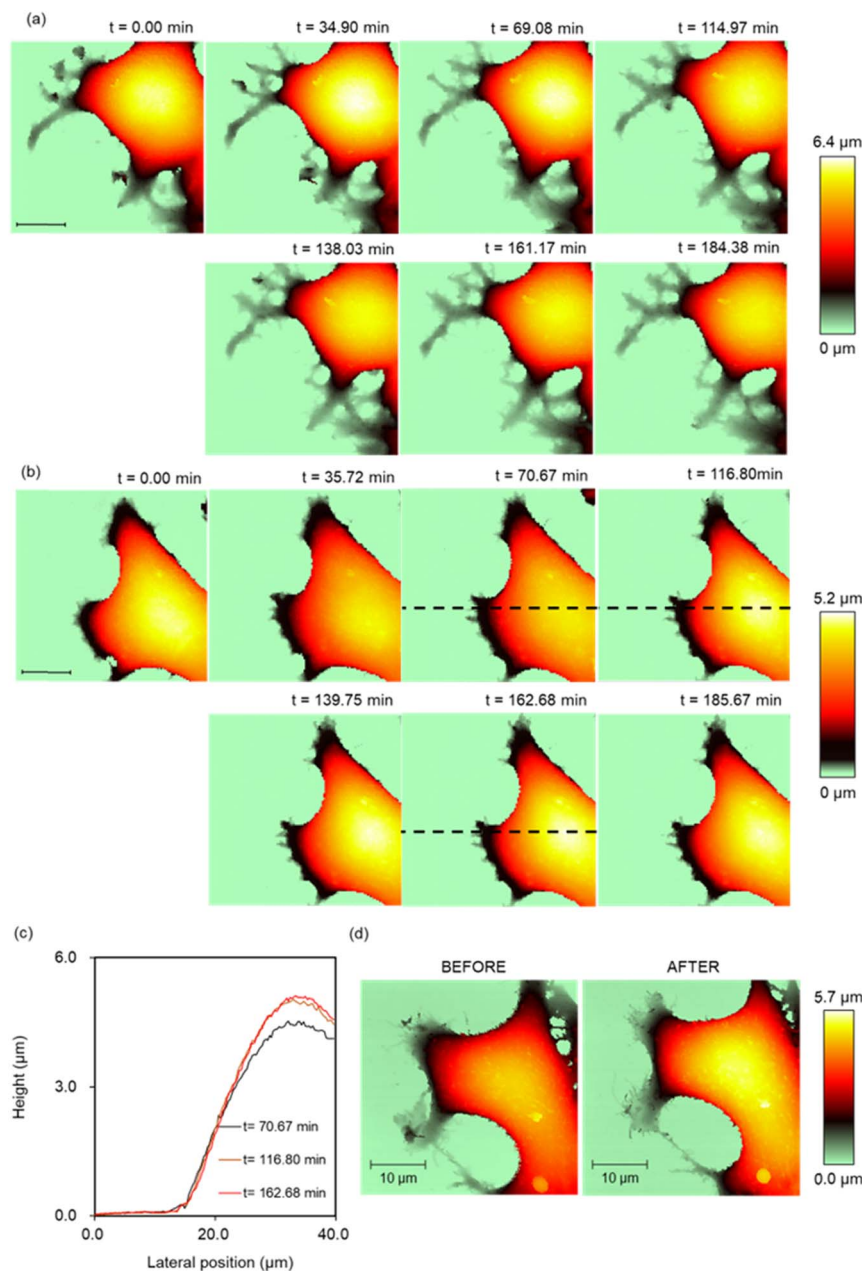 (a)
t = 0.00 min
t = 34.90 min
t = 69.08 min
t = 114.97 min
6.4 µm
0 µm
t = 138.03 min
t = 161.17 min
t = 184.38 min
(b)
t = 0.00 min
t = 35.72 min
t = 70.67 min
t = 116.80min
5.2 µm
0 µm
t = 139.75 min
t = 162.68 min
t = 185.67 min
(c)
6.0
3.0
0.0
Height (µm)
t= 70.67 min
t= 116.80 min
t= 162.68 min
0.0
20.0
40.0
Lateral position (µm)
(d)
BEFORE
AFTER
10 µm
10 µm
5.7 µm
0.0 µm